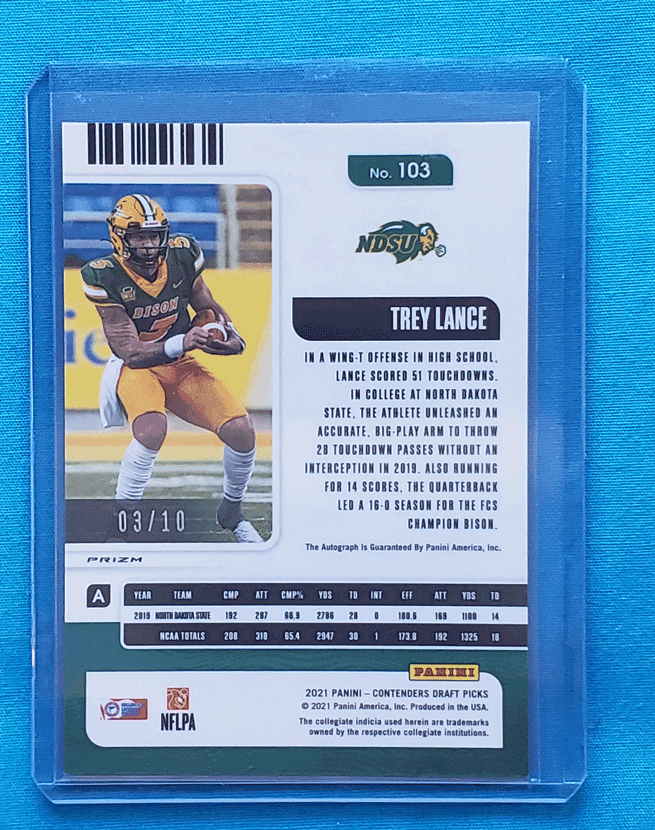 No. 103
NDSU
TREY LANCE
BISON
IN A WING-T OFFENSE IN HIGH SCHOOL,
LANCE SCORED 51 TOUCHDOWNS.
IN COLLEGE AT NORTH DAKOTA
STATE, THE ATHLETE UNLEASHED AN
ACCURATE, BIG-PLAY ARM TO THROW
28 TOUCHDOWN PASSES WITHOUT AN
INTERCEPTION IN 2019. ALSO RUNNING
FOR 14 SCORES, THE QUARTERBACK
LED A 16-0 SEASON FOR THE FCS
CHAMPION BISON.
03/10
The Autograph is Guaranteed By Panini America, Inc.
PRIZM
A
YEAR TEAM CMP ATT CMP% YDS TD INT EFF ATT YDS TD
2019 NORTH DAKOTA STATE 192 287 66.9 2786 28 0 180.6 169 1100 14
NCAA TOTALS 208 318 65.4 2947 30 1 173.8 192 1325 18
PANINI
2021 PANINI – CONTENDERS DRAFT PICKS
© 2021 Panini America, Inc. Produced in the USA.
The collegiate indicia used herein are trademarks
owned by the respective collegiate institutions.
NFLPA